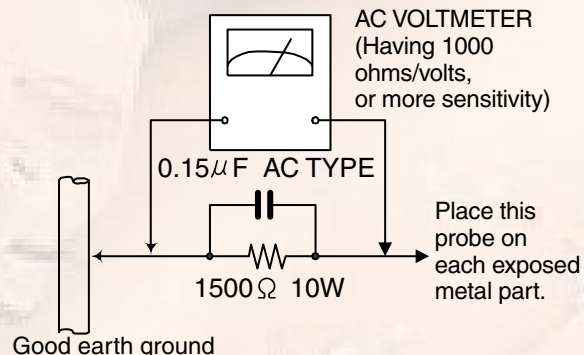 AC VOLTMETER
(Having 1000
ohms/volts,
or more sensitivity)
0.15μF AC TYPE
Place this
probe on
each exposed
metal part.
1500Ω 10W
Good earth ground